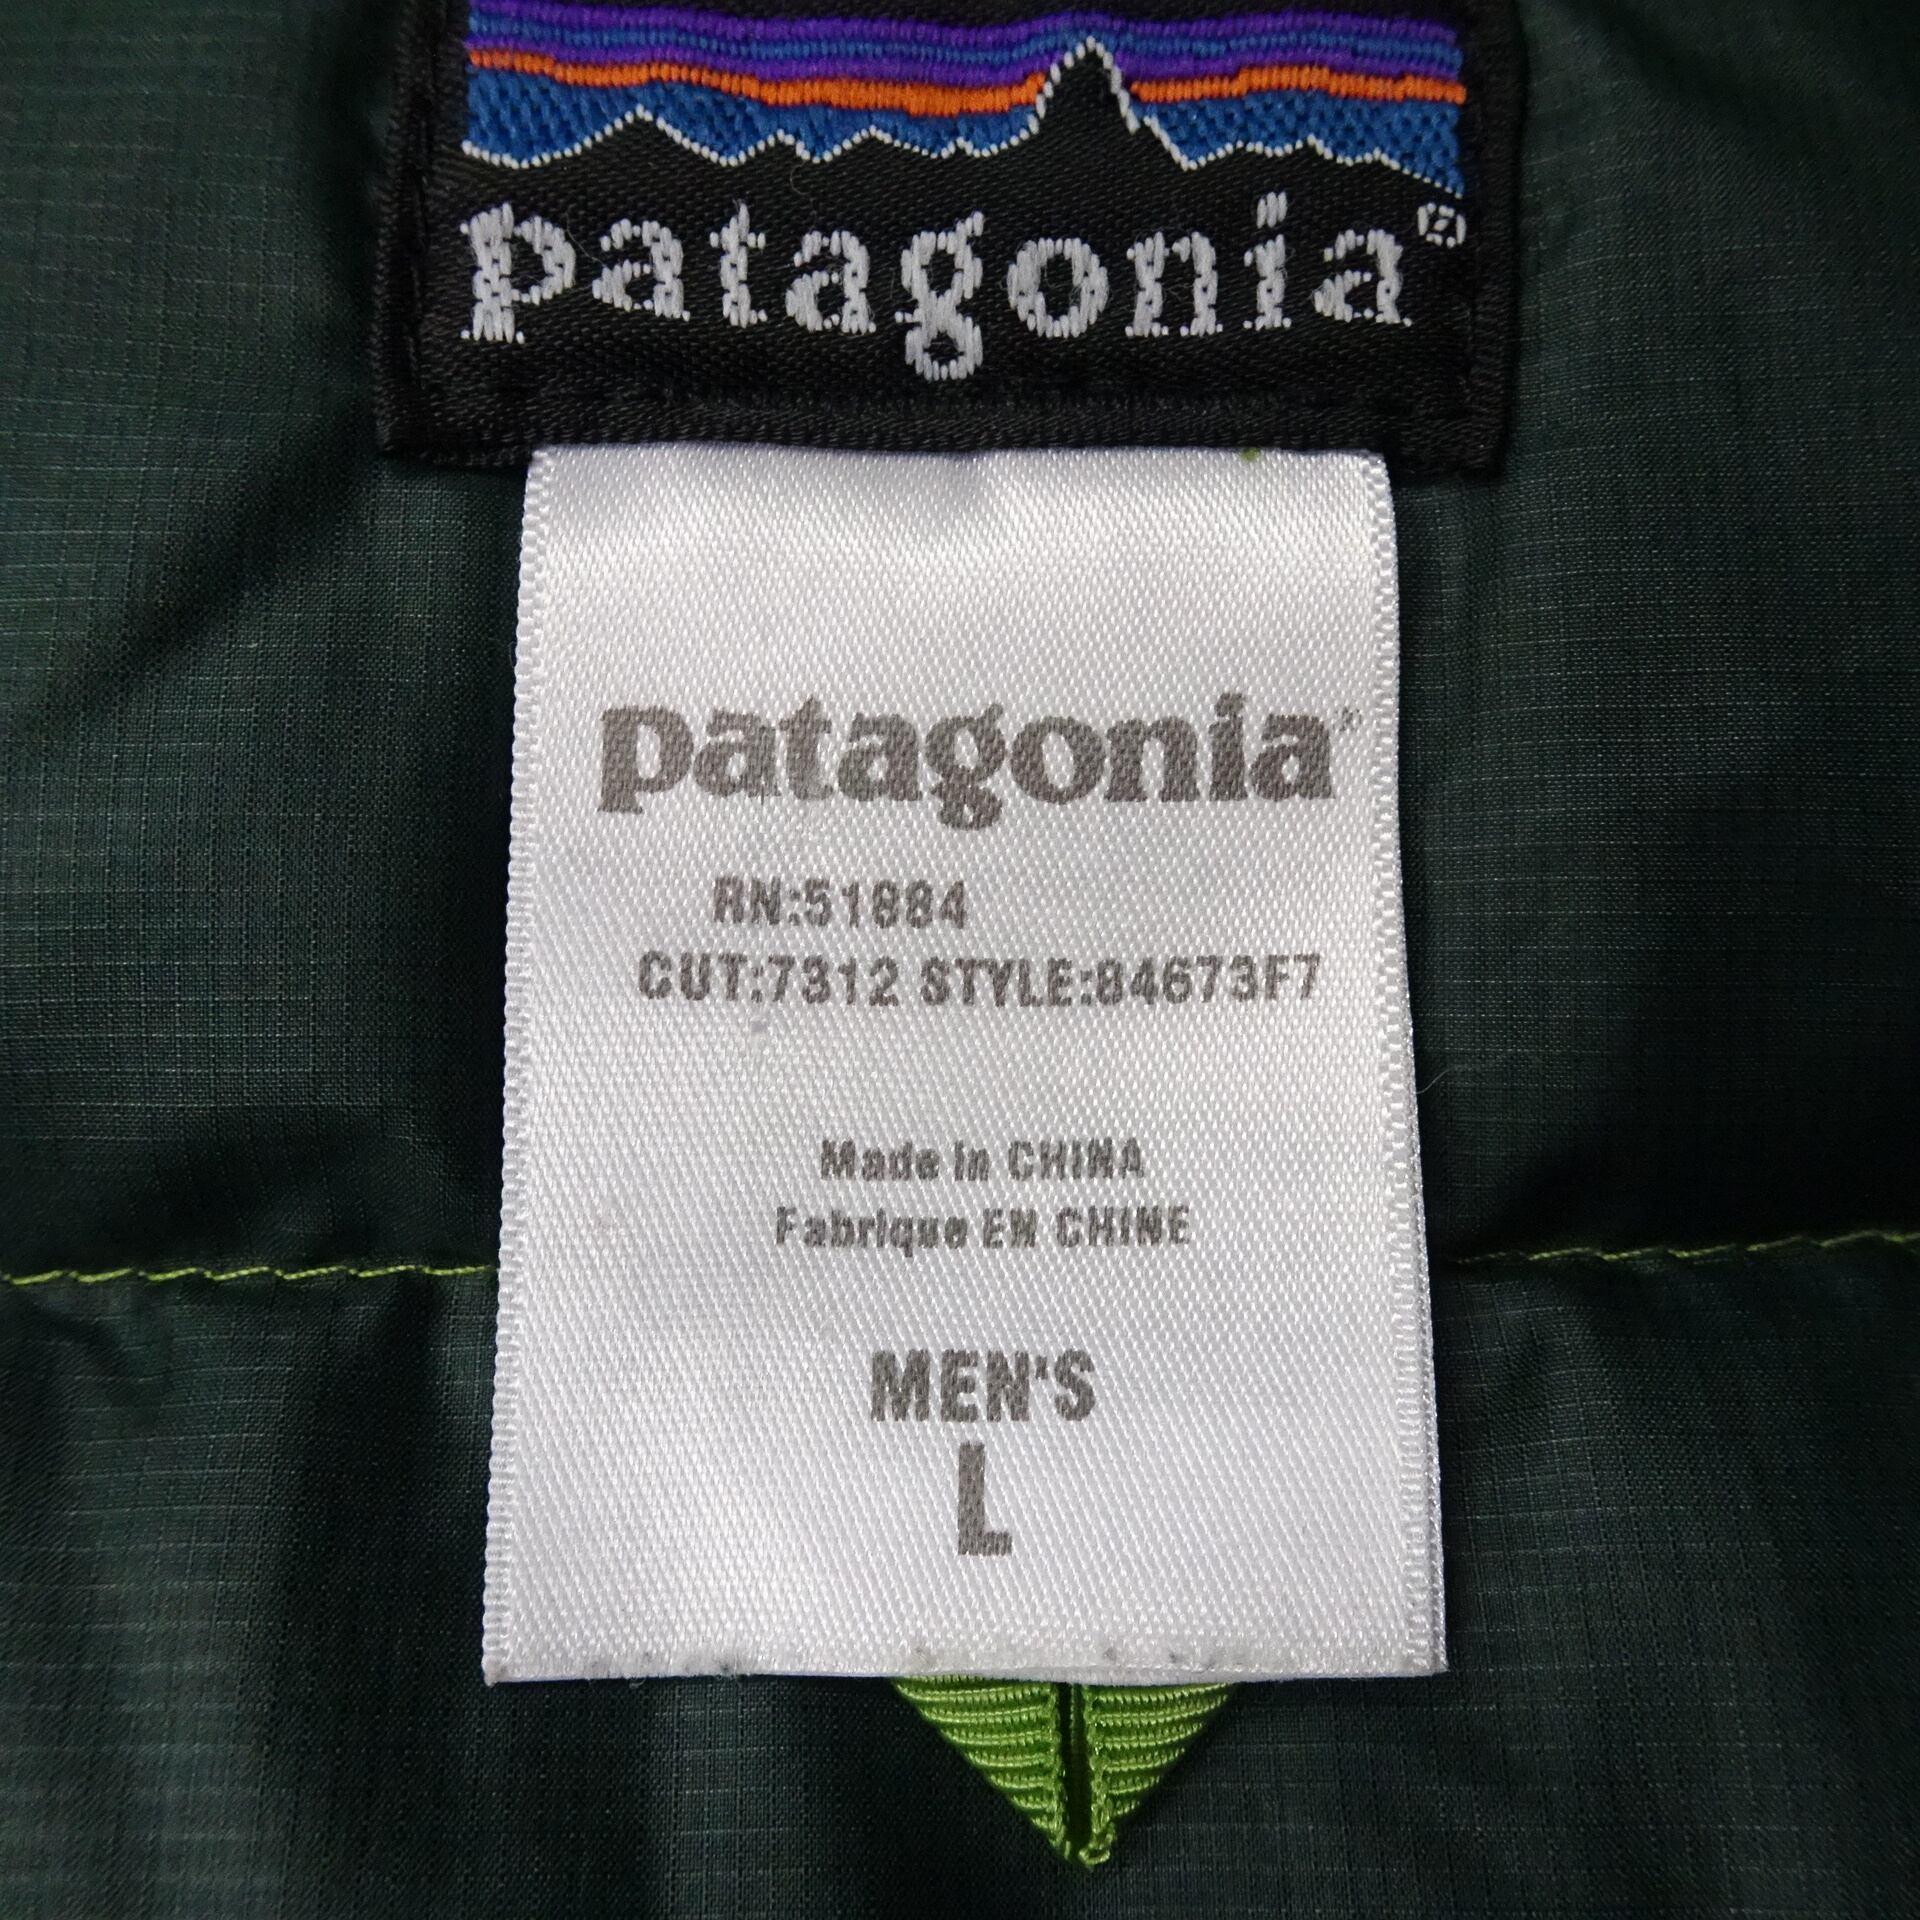 patagonia®
patagonia®
RN:51884
CUT:7312 STYLE:84673F7
Made in CHINA
Fabrique EN CHINE
MEN'S
L